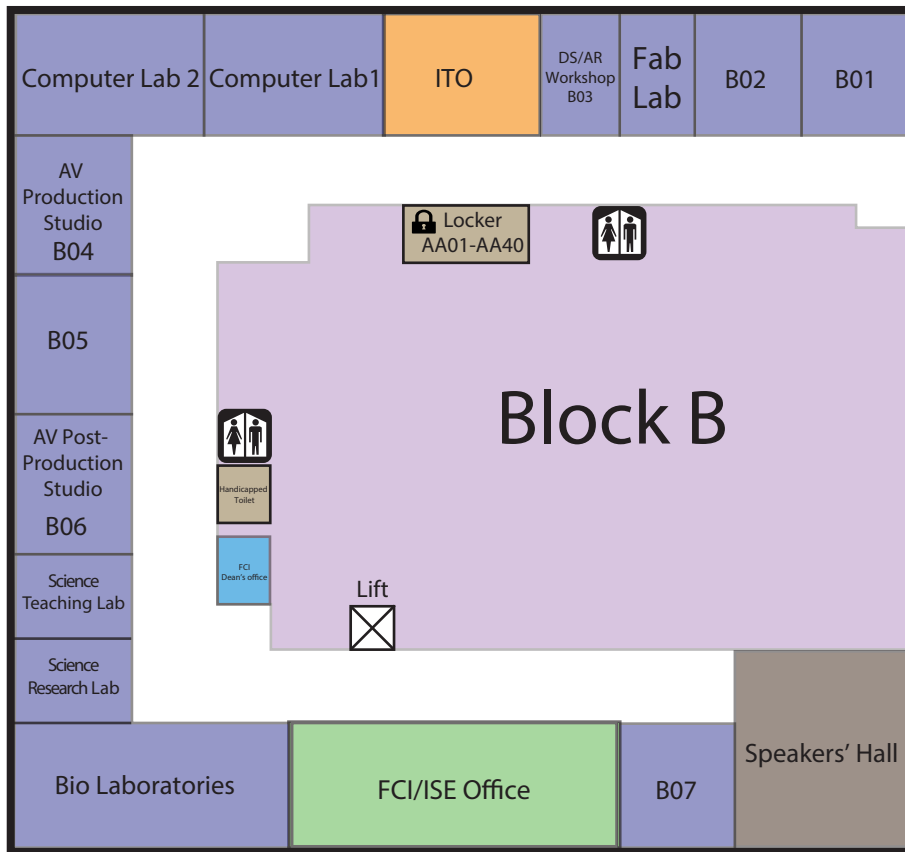 Computer Lab 2
Computer Lab1
ITO
DS/AR
Workshop
B03
Fab
Lab
B02
B01
AV
Production
Studio
B04
Locker
AA01-AA40
B05
Block B
AV Post-
Production
Studio
B06
Handicapped
Toilet
FCI
Dean's office
Science
Teaching Lab
Lift
Science
Research Lab
Bio Laboratories
FCI/ISE Office
B07
Speakers' Hall